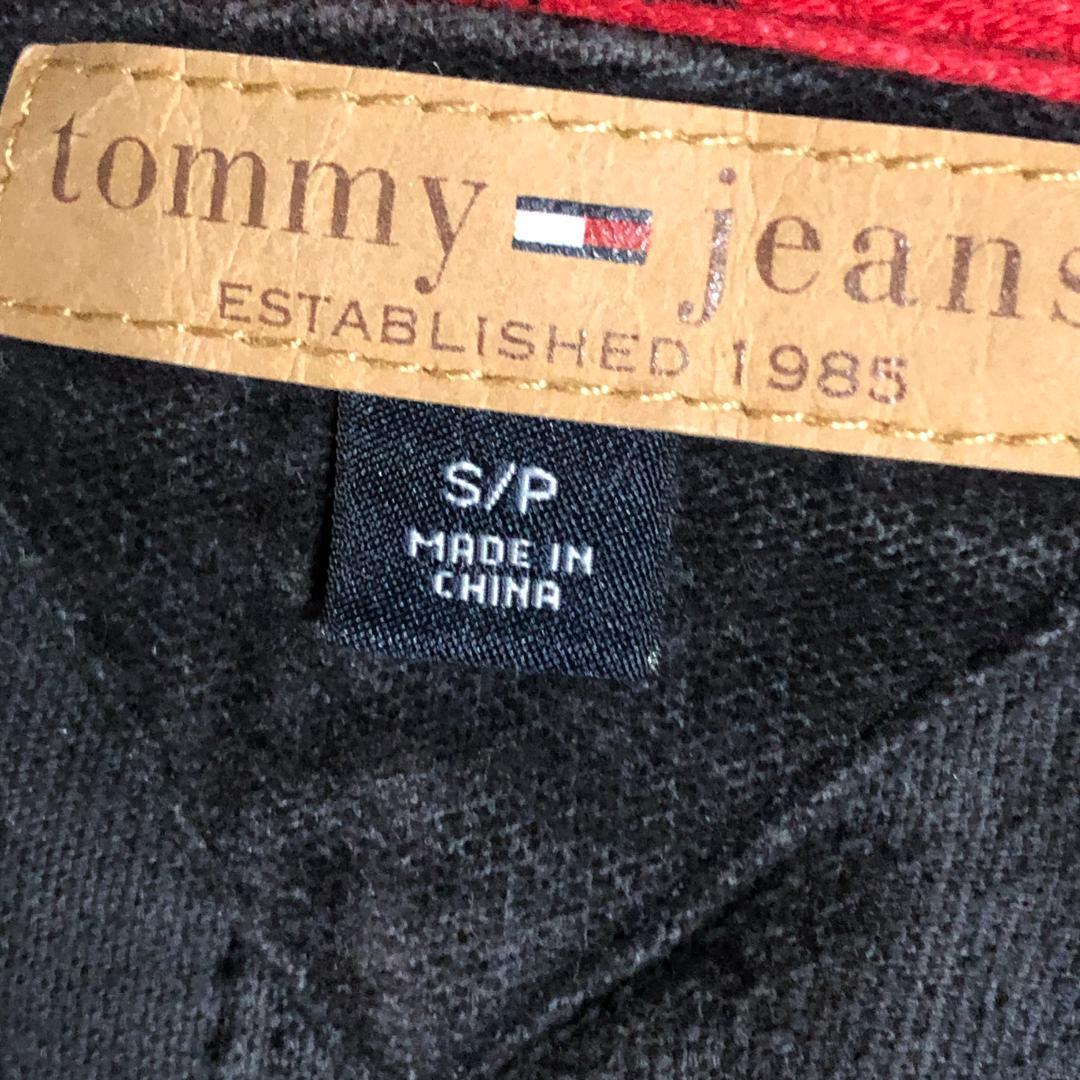 tommy jeans
ESTABLISHED 1985
S/P
MADE IN
CHINA